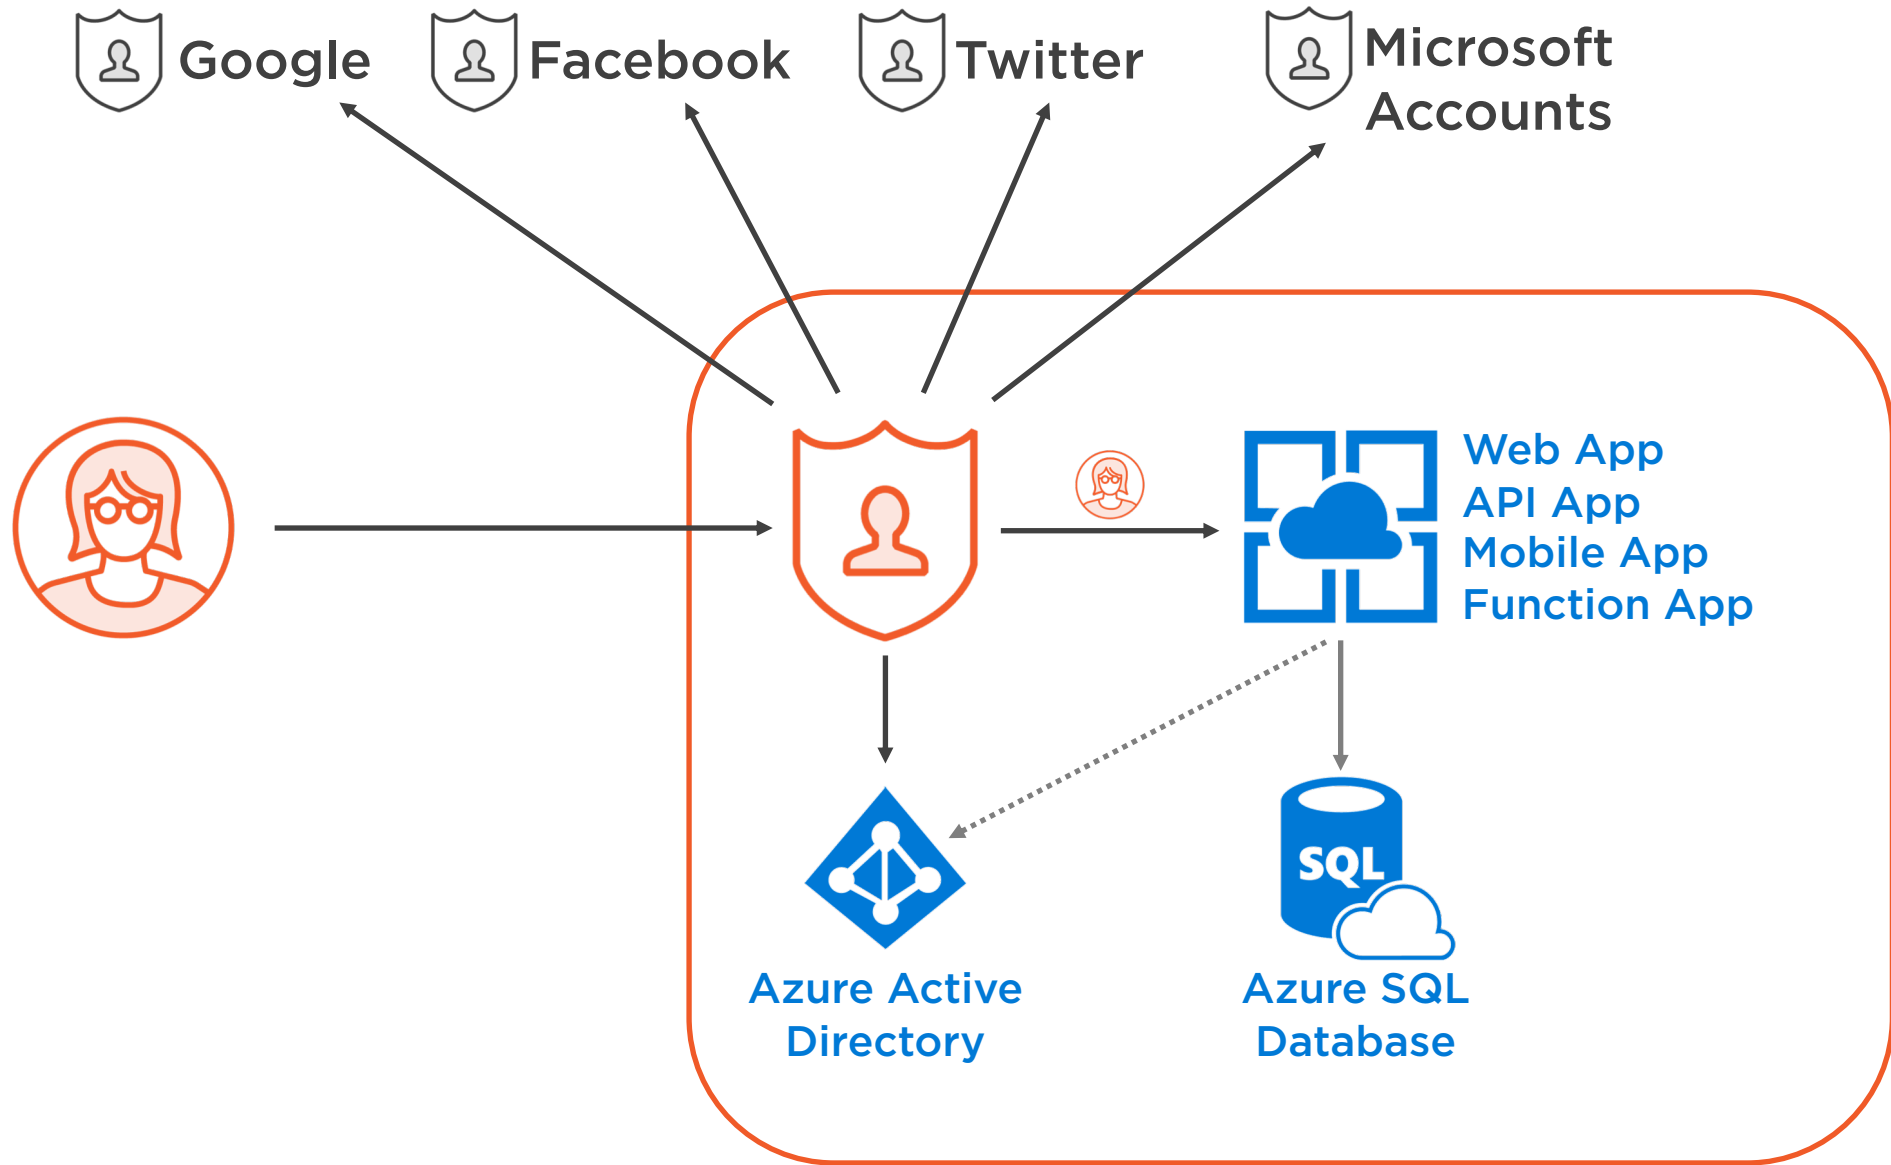 Google
Facebook
Twitter
Microsoft
Accounts
Web App
API App
Mobile App
Function App
SQL
Azure Active
Directory
Azure SQL
Database